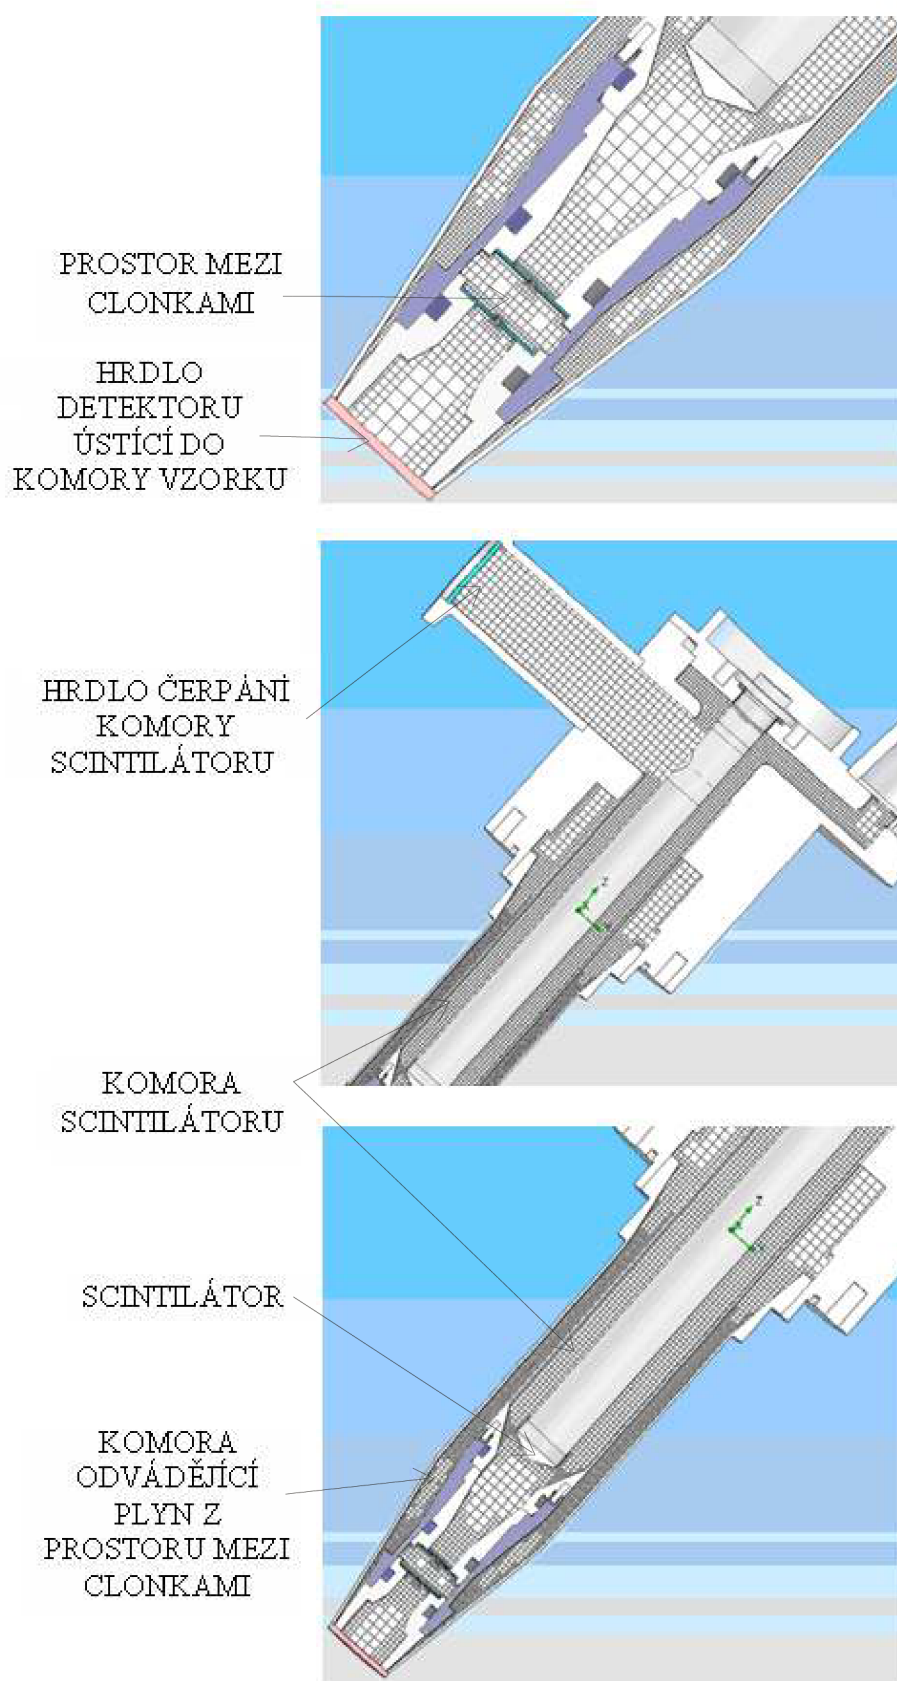 PROSTOR MEZI
CLONKAMI
HRDLO
DETEKTORU
ÚSTÍCÍ DO
KOMORY VZORKU
HRDLO ČERPÁNÍ
KOMORY
SCINTILÁTORU
Z
KOMORA
SCINTILÁTORU
Z
SCINTILÁTOR
KOMORA
ODVÁDĚJÍCÍ
PLYN Z
PROSTORU MEZI
CLONKAMI